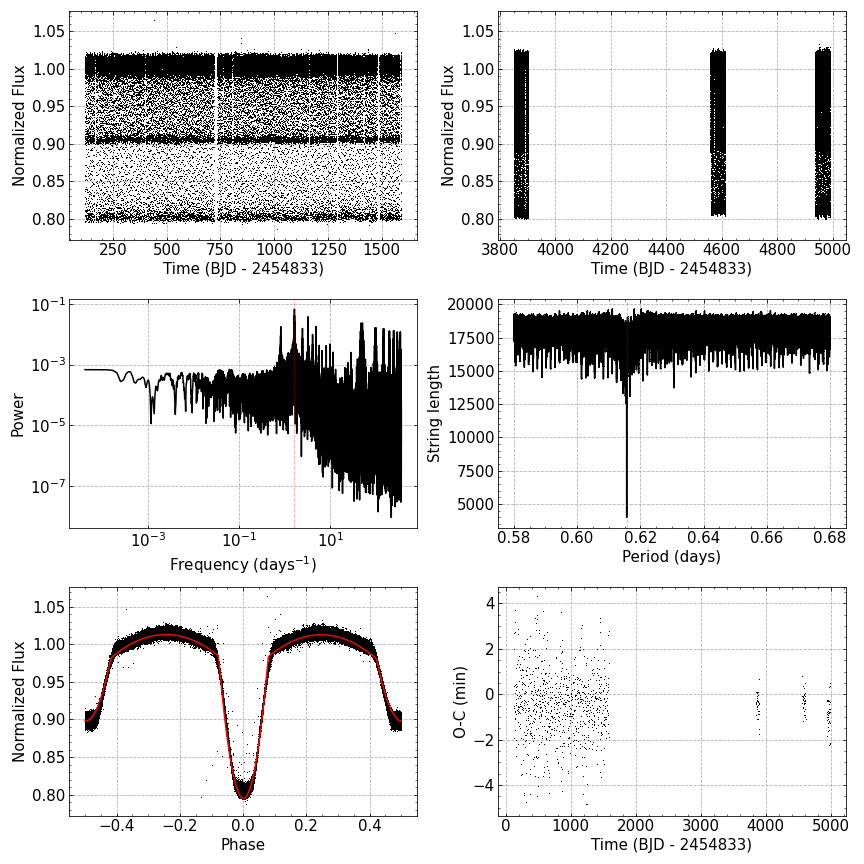 1.05
1.00
0.95
0.90
0.85
0.80
Normalized Flux
250 500 750 1000 1250 1500
Time (BJD - 2454833)
1.05
1.00
0.95
0.90
0.85
0.80
Normalized Flux
3800 4000 4200 4400 4600 4800 5000
Time (BJD - 2454833)
10⁻¹
10⁻³
10⁻⁵
10⁻⁷
Power
10⁻³ 10⁻¹ 10¹
Frequency (days⁻¹)
20000
17500
15000
12500
10000
7500
5000
String length
0.58 0.60 0.62 0.64 0.66 0.68
Period (days)
1.05
1.00
0.95
0.90
0.85
0.80
Normalized Flux
−0.4 −0.2 0.0 0.2 0.4
Phase
4
2
0
−2
−4
O-C (min)
0 1000 2000 3000 4000 5000
Time (BJD - 2454833)